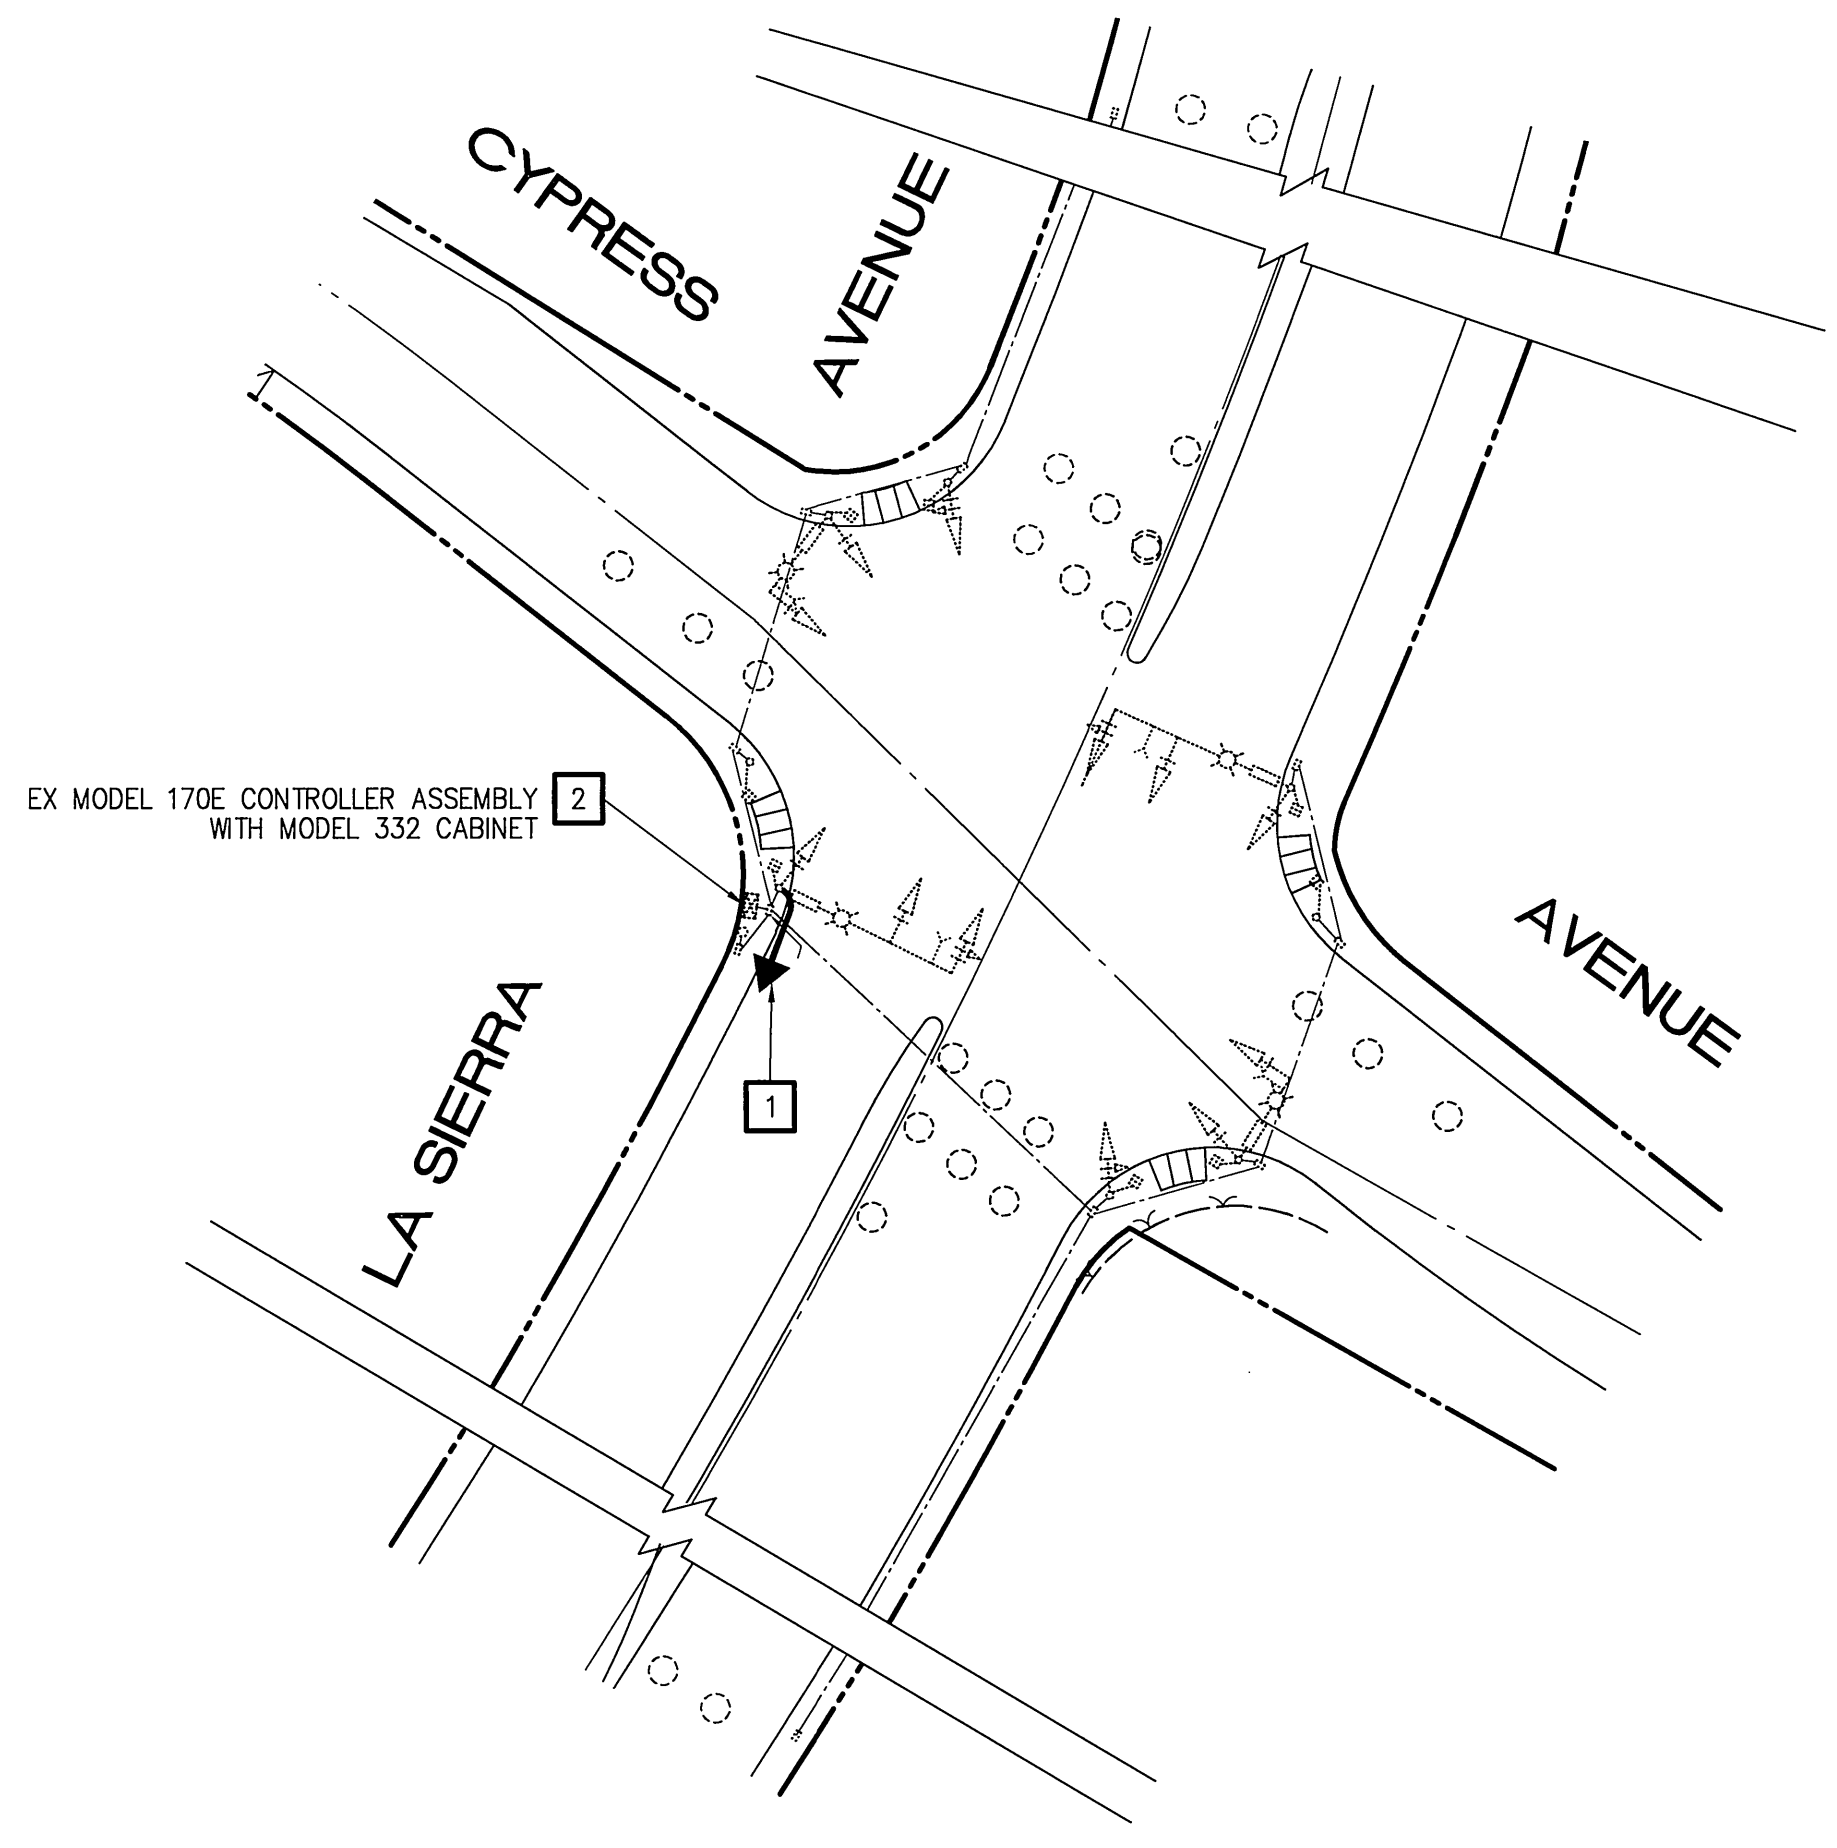 CYPRESS
AVENUE
EX MODEL 170E CONTROLLER ASSEMBLY
WITH MODEL 332 CABINET
2
AVENUE
LA SIERRA
1